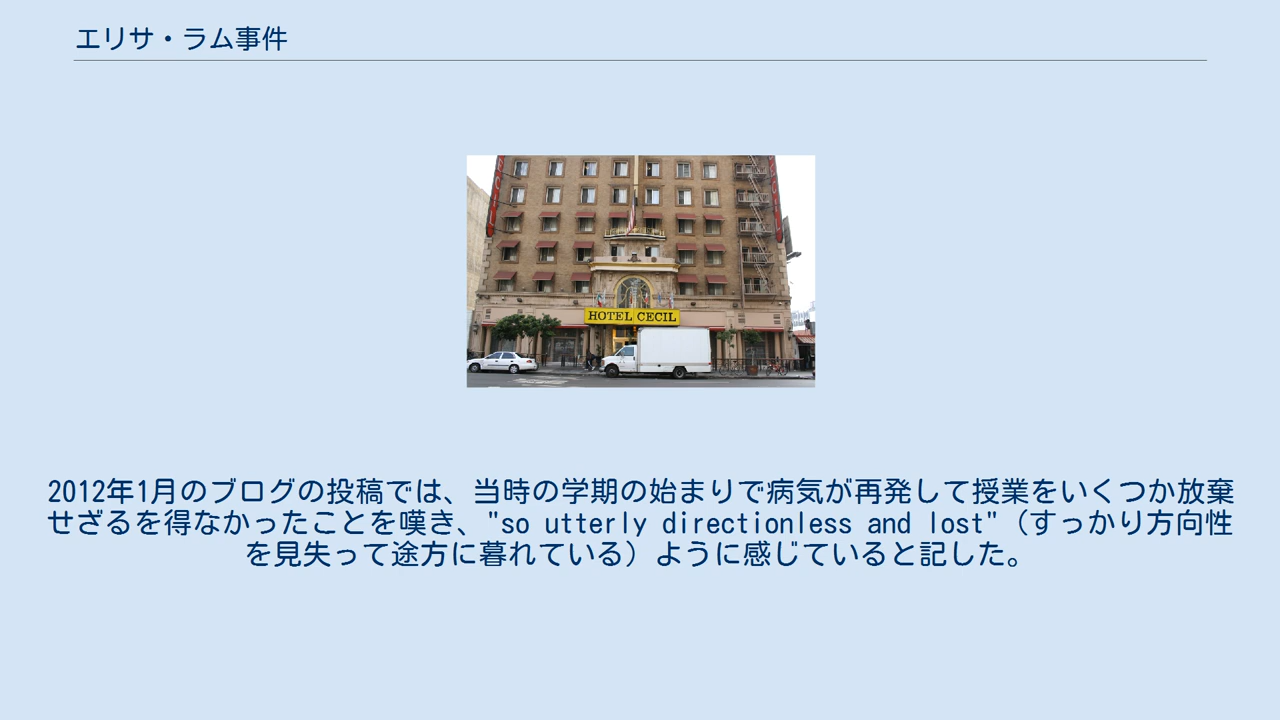 エリサ・ラム事件
HOTEL CECIL
2012年1月のブログの投稿では、当時の学期の始まりで病気が再発して授業をいくつか放棄
せざるを得なかったことを嘆き、"so utterly directionless and lost"（すっかり方向性
を見失って途方に暮れている）ように感じていると記した。